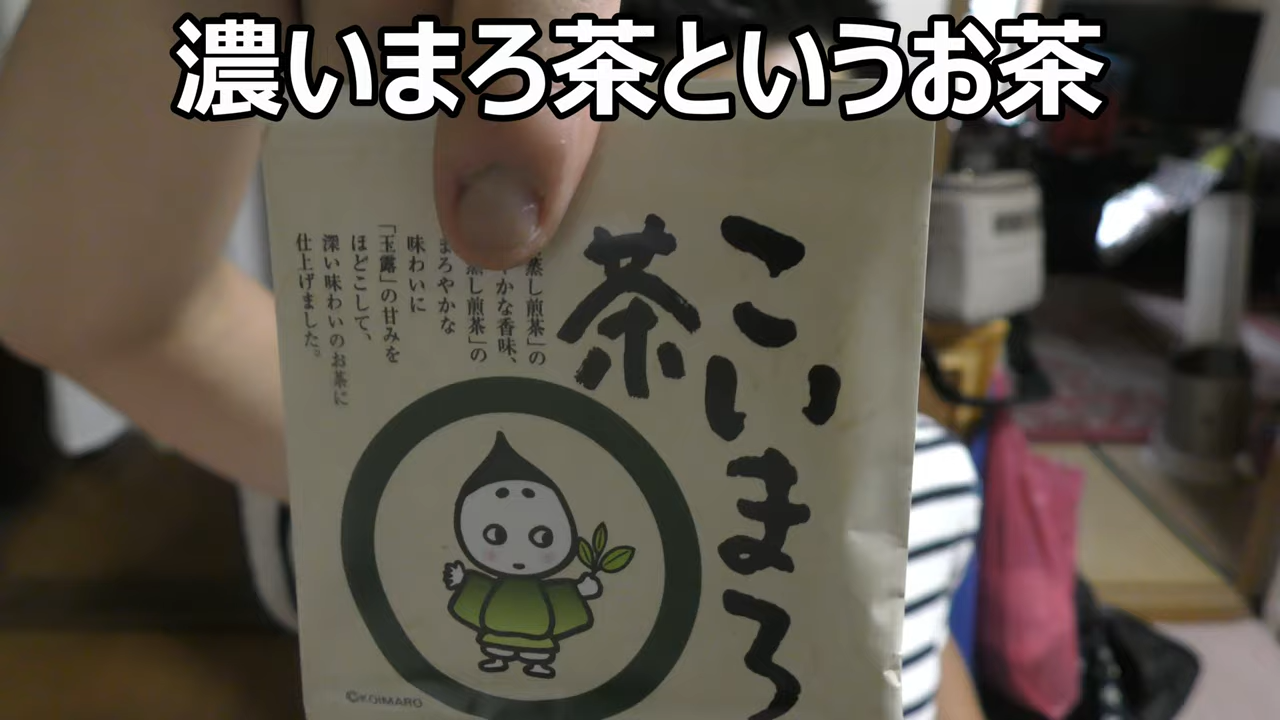 濃いまろ茶というお茶
こいまろ
茶
蒸し煎茶」の
かな香味、
蒸し煎茶」の
まろやかな
味わいに
「玉露」の甘みを
ほどこして、
深い味わいのお茶に
仕上げました。
©KOIMARO